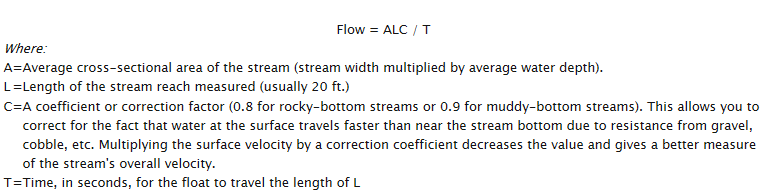 Flow = ALC / T
Where:
A=Average cross-sectional area of the stream (stream width multiplied by average water depth).
L=Length of the stream reach measured (usually 20 ft.)
C=A coefficient or correction factor (0.8 for rocky-bottom streams or 0.9 for muddy-bottom streams). This allows you to
correct for the fact that water at the surface travels faster than near the stream bottom due to resistance from gravel,
cobble, etc. Multiplying the surface velocity by a correction coefficient decreases the value and gives a better measure
of the stream's overall velocity.
T=Time, in seconds, for the float to travel the length of L